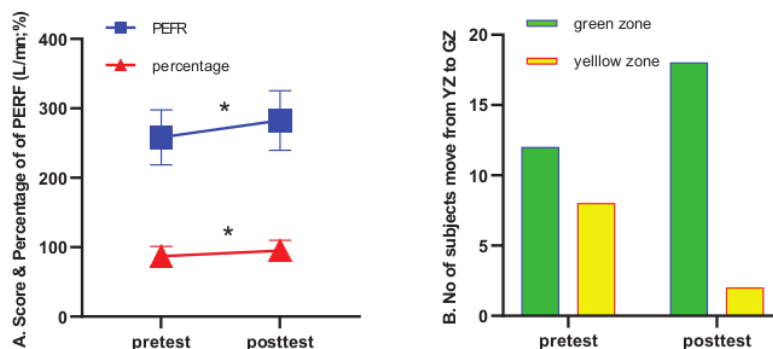 A. Score & Percentage of of PERF (L/mn;%)
400
300
200
100
0
PEFR
percentage
*
*
pretest
posttest
B. No of subjects move from YZ to GZ
20
15
10
5
0
green zone
yelllow zone
pretest
posttest